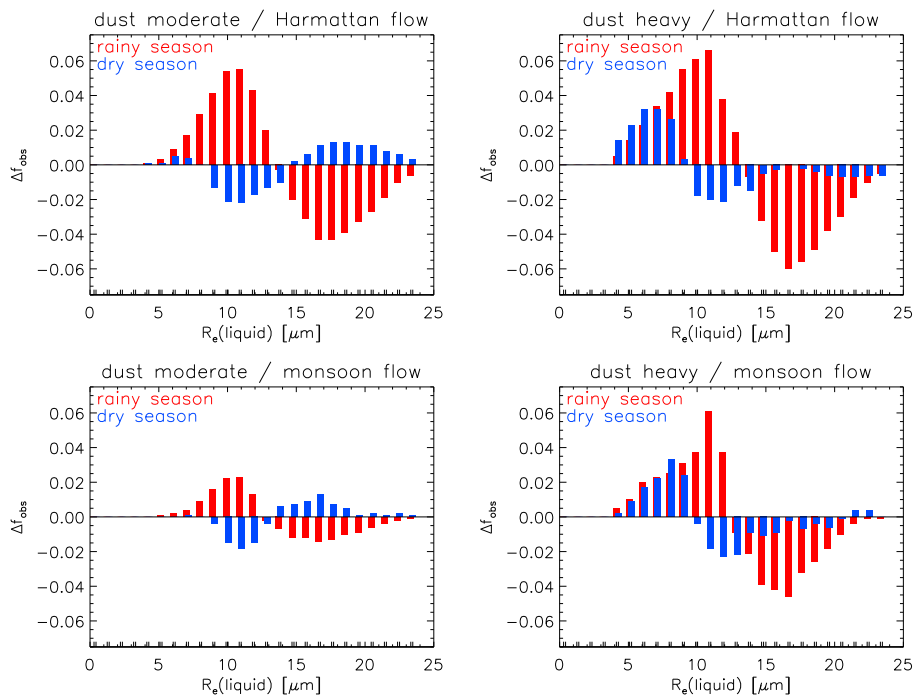 dust moderate / Harmattan flow
rainy season
dry season
0.06
0.04
0.02
0.00
−0.02
−0.04
−0.06
Δf_obs
0 5 10 15 20 25
R_e(liquid) [μm]
dust heavy / Harmattan flow
rainy season
dry season
0.06
0.04
0.02
0.00
−0.02
−0.04
−0.06
Δf_obs
0 5 10 15 20 25
R_e(liquid) [μm]
dust moderate / monsoon flow
rainy season
dry season
0.06
0.04
0.02
0.00
−0.02
−0.04
−0.06
Δf_obs
0 5 10 15 20 25
R_e(liquid) [μm]
dust heavy / monsoon flow
rainy season
dry season
0.06
0.04
0.02
0.00
−0.02
−0.04
−0.06
Δf_obs
0 5 10 15 20 25
R_e(liquid) [μm]